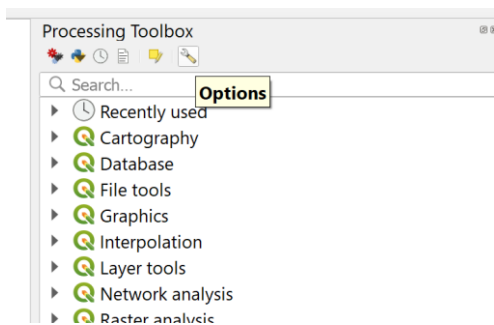 Processing Toolbox
Search...
Options
Recently used
Cartography
Database
File tools
Graphics
Interpolation
Layer tools
Network analysis
Raster analysis